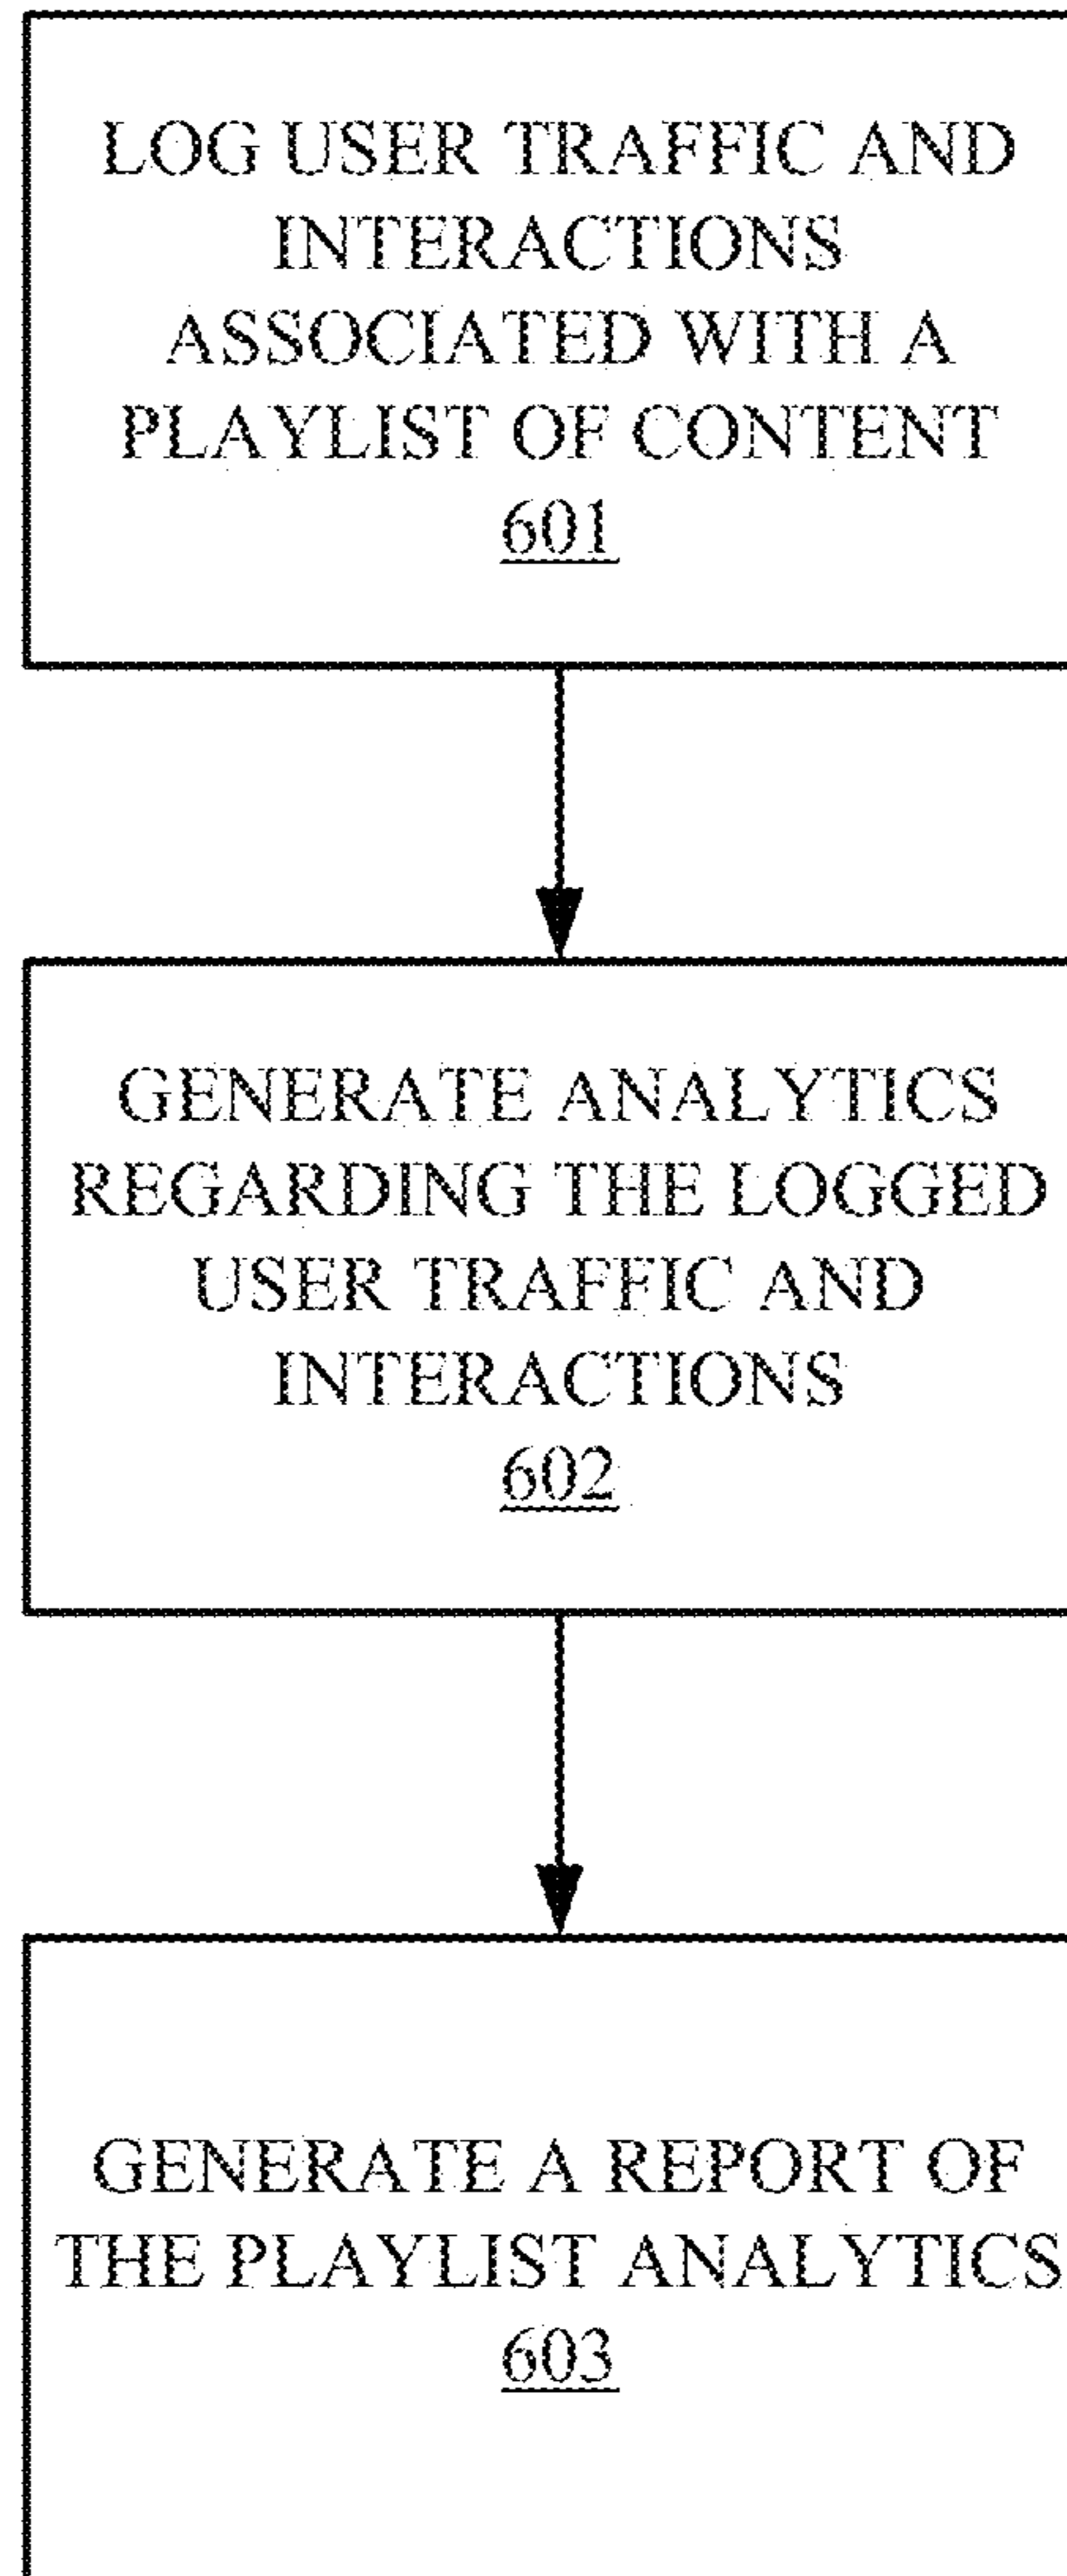 LOG USER TRAFFIC AND
INTERACTIONS
ASSOCIATED WITH A
PLAYLIST OF CONTENT
601
GENERATE ANALYTICS
REGARDING THE LOGGED
USER TRAFFIC AND
INTERACTIONS
602
GENERATE A REPORT OF
THE PLAYLIST ANALYTICS
603